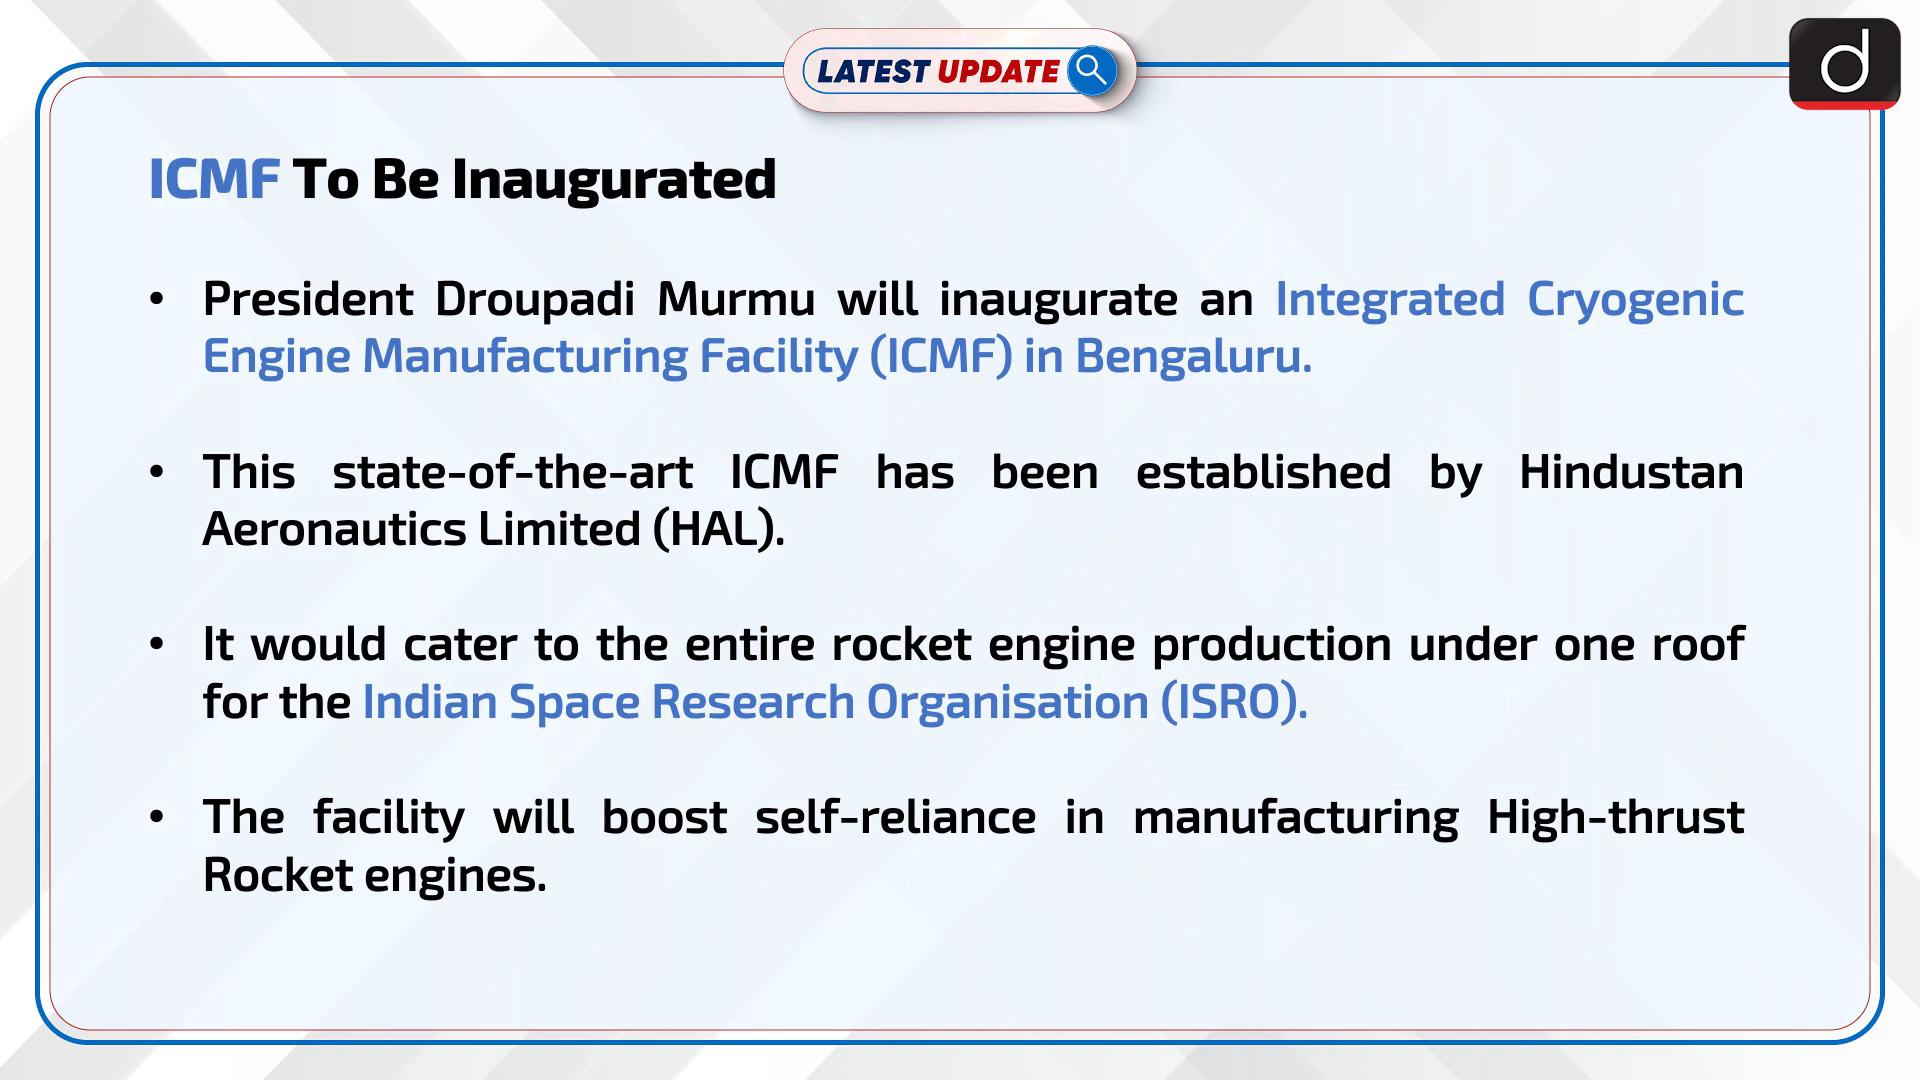 LATEST UPDATE
d
ICMF To Be Inaugurated
• President Droupadi Murmu will inaugurate an Integrated Cryogenic
Engine Manufacturing Facility (ICMF) in Bengaluru.
• This state-of-the-art ICMF has been established by Hindustan
Aeronautics Limited (HAL).
• It would cater to the entire rocket engine production under one roof
for the Indian Space Research Organisation (ISRO).
• The facility will boost self-reliance in manufacturing High-thrust
Rocket engines.